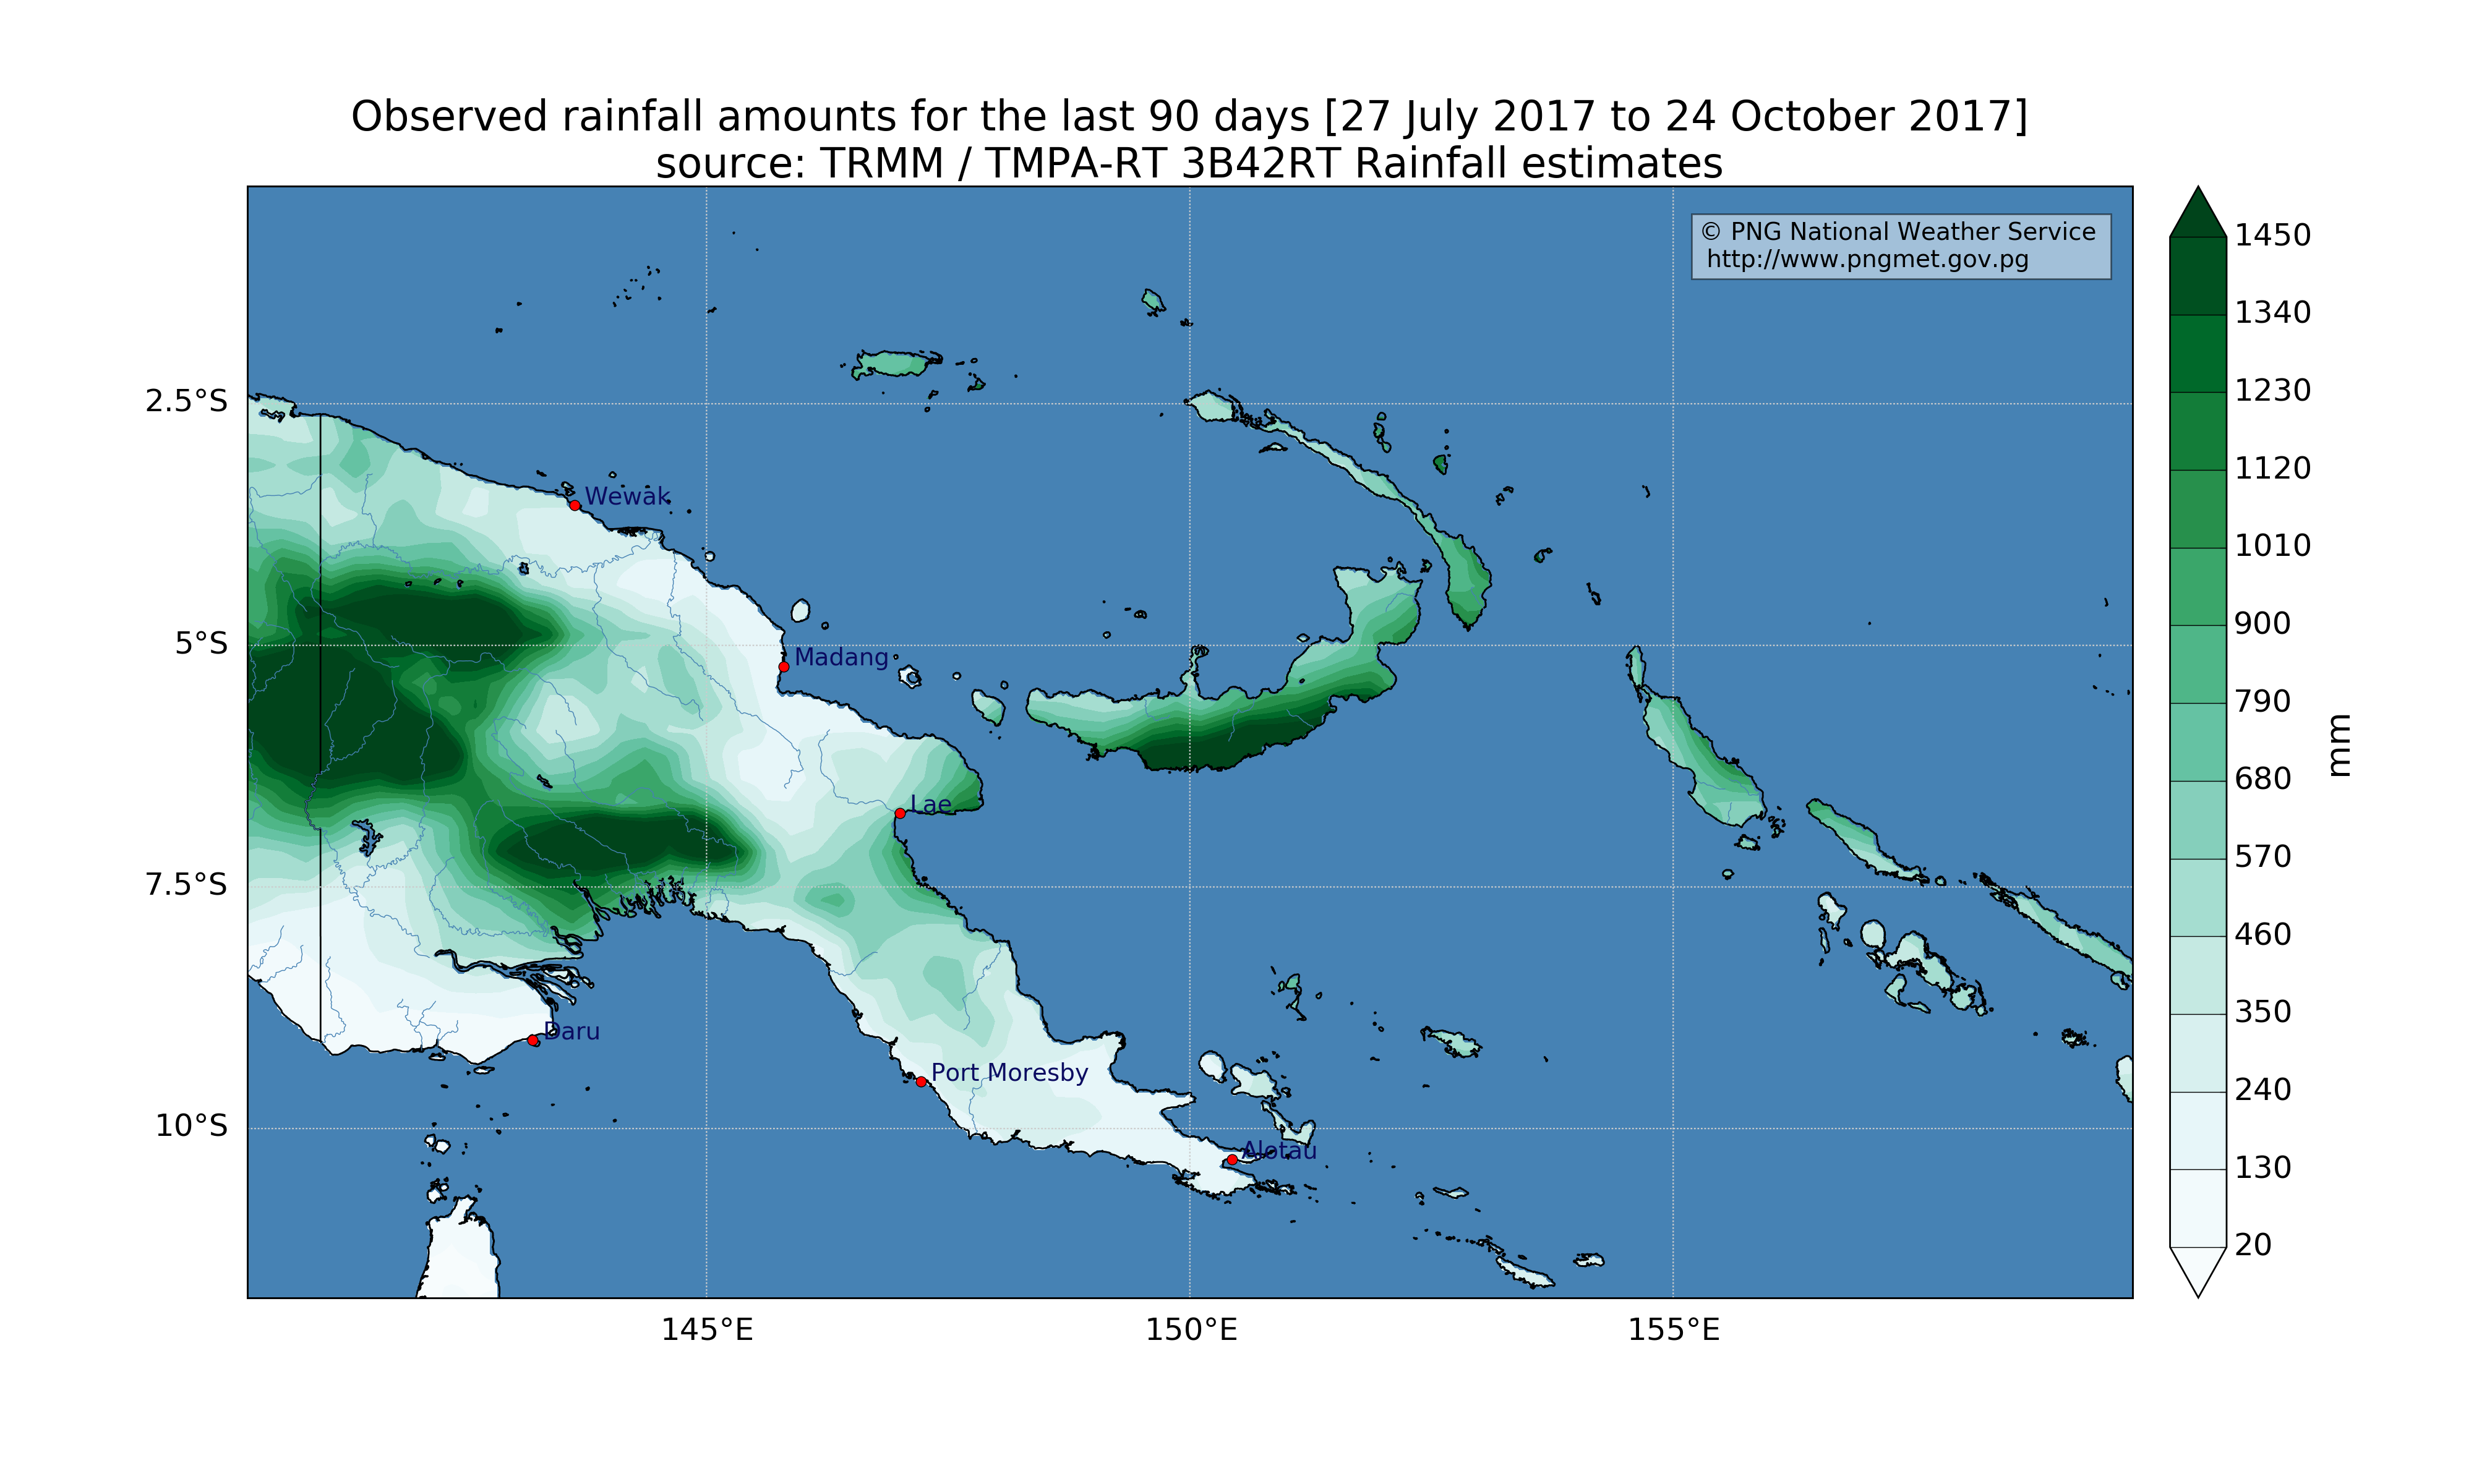 Observed rainfall amounts for the last 90 days [27 July 2017 to 24 October 2017]
source: TRMM / TMPA-RT 3B42RT Rainfall estimates
© PNG National Weather Service
http://www.pngmet.gov.pg
2.5°S
5°S
7.5°S
10°S
145°E
150°E
155°E
Wewak
Madang
Lae
Daru
Port Moresby
Alotau
1450
1340
1230
1120
1010
900
790
680
570
460
350
240
130
20
mm